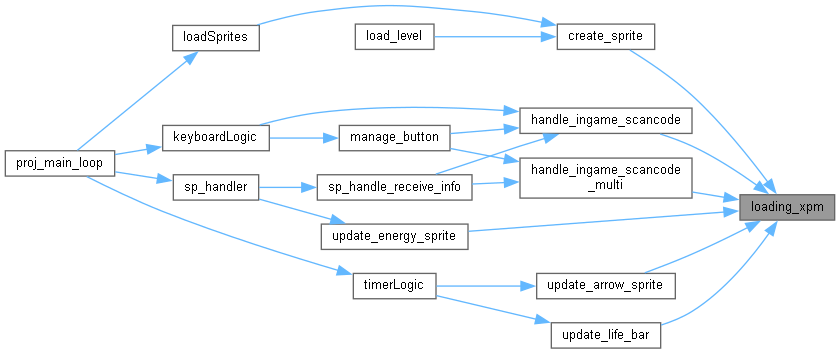 loadSprites
load_level
create_sprite
handle_ingame_scancode
keyboardLogic
manage_button
proj_main_loop
handle_ingame_scancode
_multi
sp_handler
sp_handle_receive_info
loading_xpm
update_energy_sprite
timerLogic
update_arrow_sprite
update_life_bar